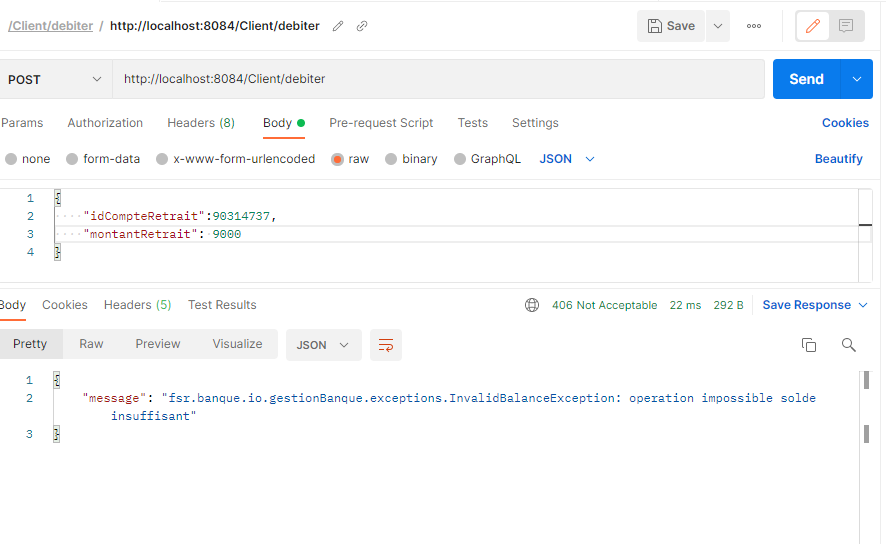 /Client/debiter / http://localhost:8084/Client/debiter Save
POST http://localhost:8084/Client/debiter Send
Params Authorization Headers (8) Body Pre-request Script Tests Settings Cookies
none form-data x-www-form-urlencoded raw binary GraphQL JSON Beautify
1 {
2 "idCompteRetrait":90314737,
3 "montantRetrait": 9000
4 }
Body Cookies Headers (5) Test Results 406 Not Acceptable 22 ms 292 B Save Response
Pretty Raw Preview Visualize JSON
1 {
2 "message": "fsr.banque.io.gestionBanque.exceptions.InvalidBalanceException: operation impossible solde
insuffisant"
3 }